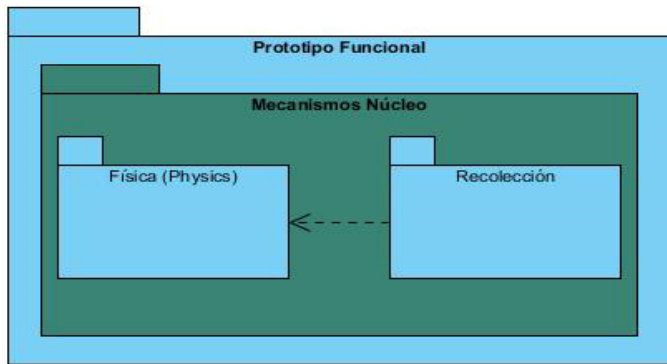 Prototipo Funcional
Mecanismos Núcleo
Física (Physics)
Recolección